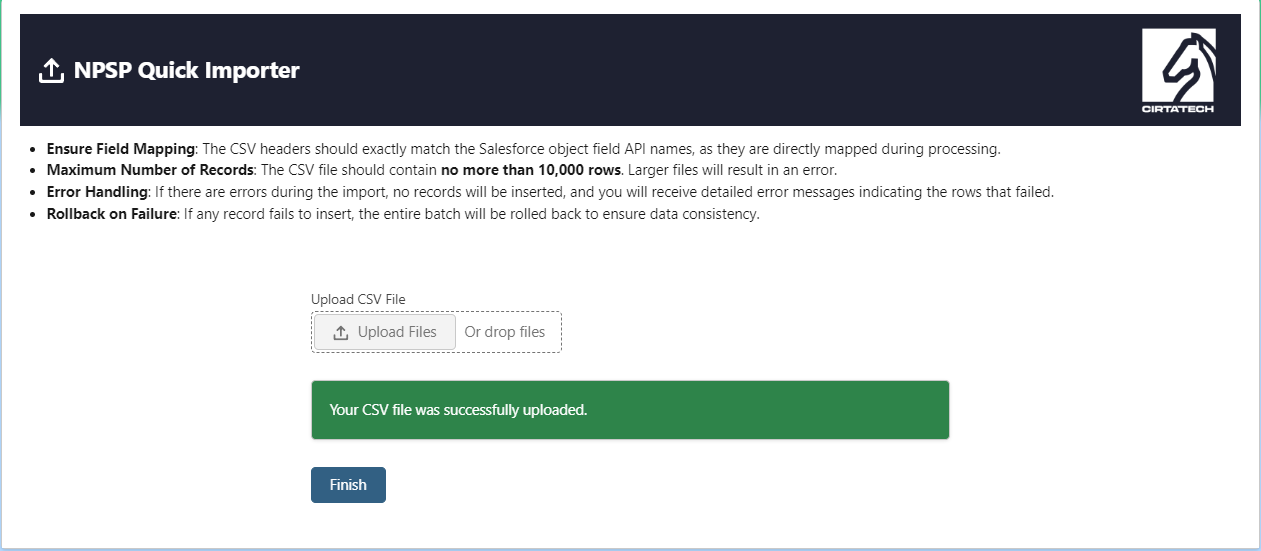 NPSP Quick Importer
CIRTATECH
Ensure Field Mapping: The CSV headers should exactly match the Salesforce object field API names, as they are directly mapped during processing.
Maximum Number of Records: The CSV file should contain no more than 10,000 rows. Larger files will result in an error.
Error Handling: If there are errors during the import, no records will be inserted, and you will receive detailed error messages indicating the rows that failed.
Rollback on Failure: If any record fails to insert, the entire batch will be rolled back to ensure data consistency.
Upload CSV File
Upload Files Or drop files
Your CSV file was successfully uploaded.
Finish